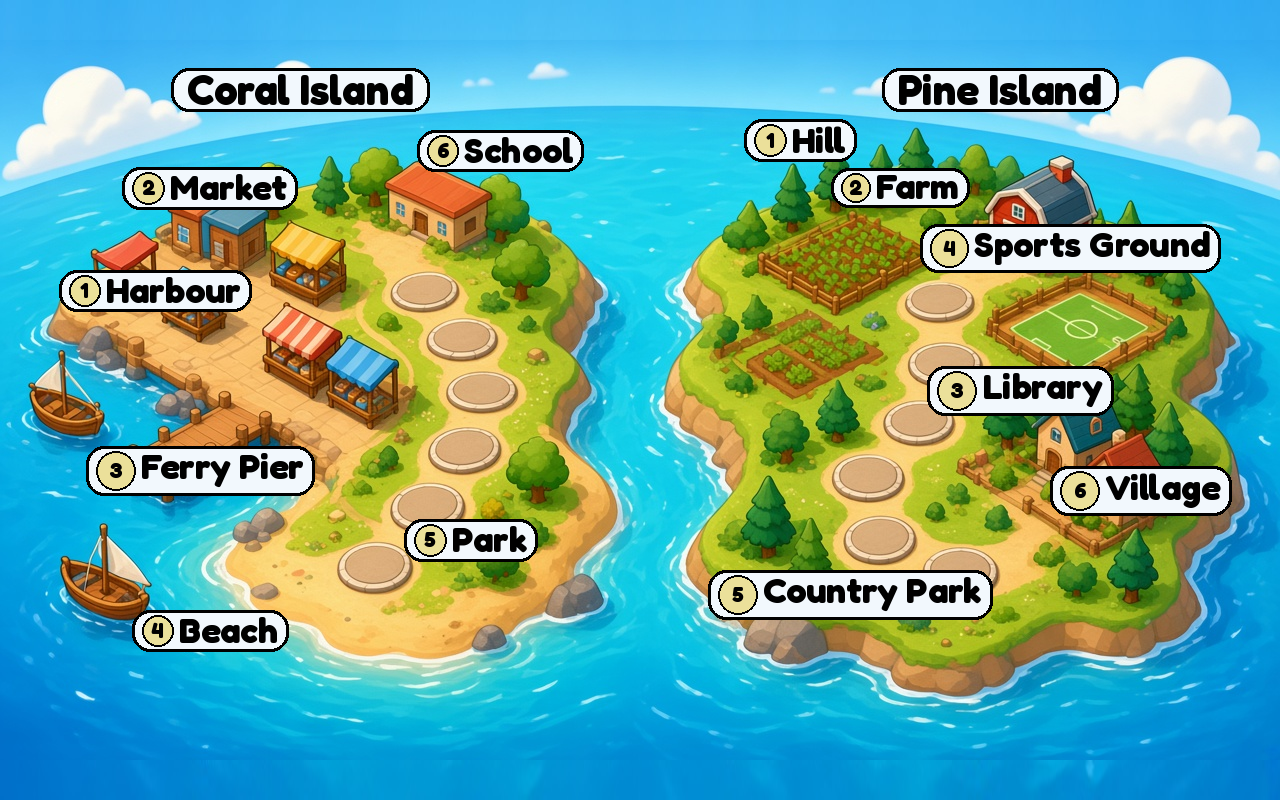 Coral Island
6 School
2 Market
1 Harbour
3 Ferry Pier
5 Park
4 Beach
Pine Island
1 Hill
2 Farm
4 Sports Ground
3 Library
6 Village
5 Country Park